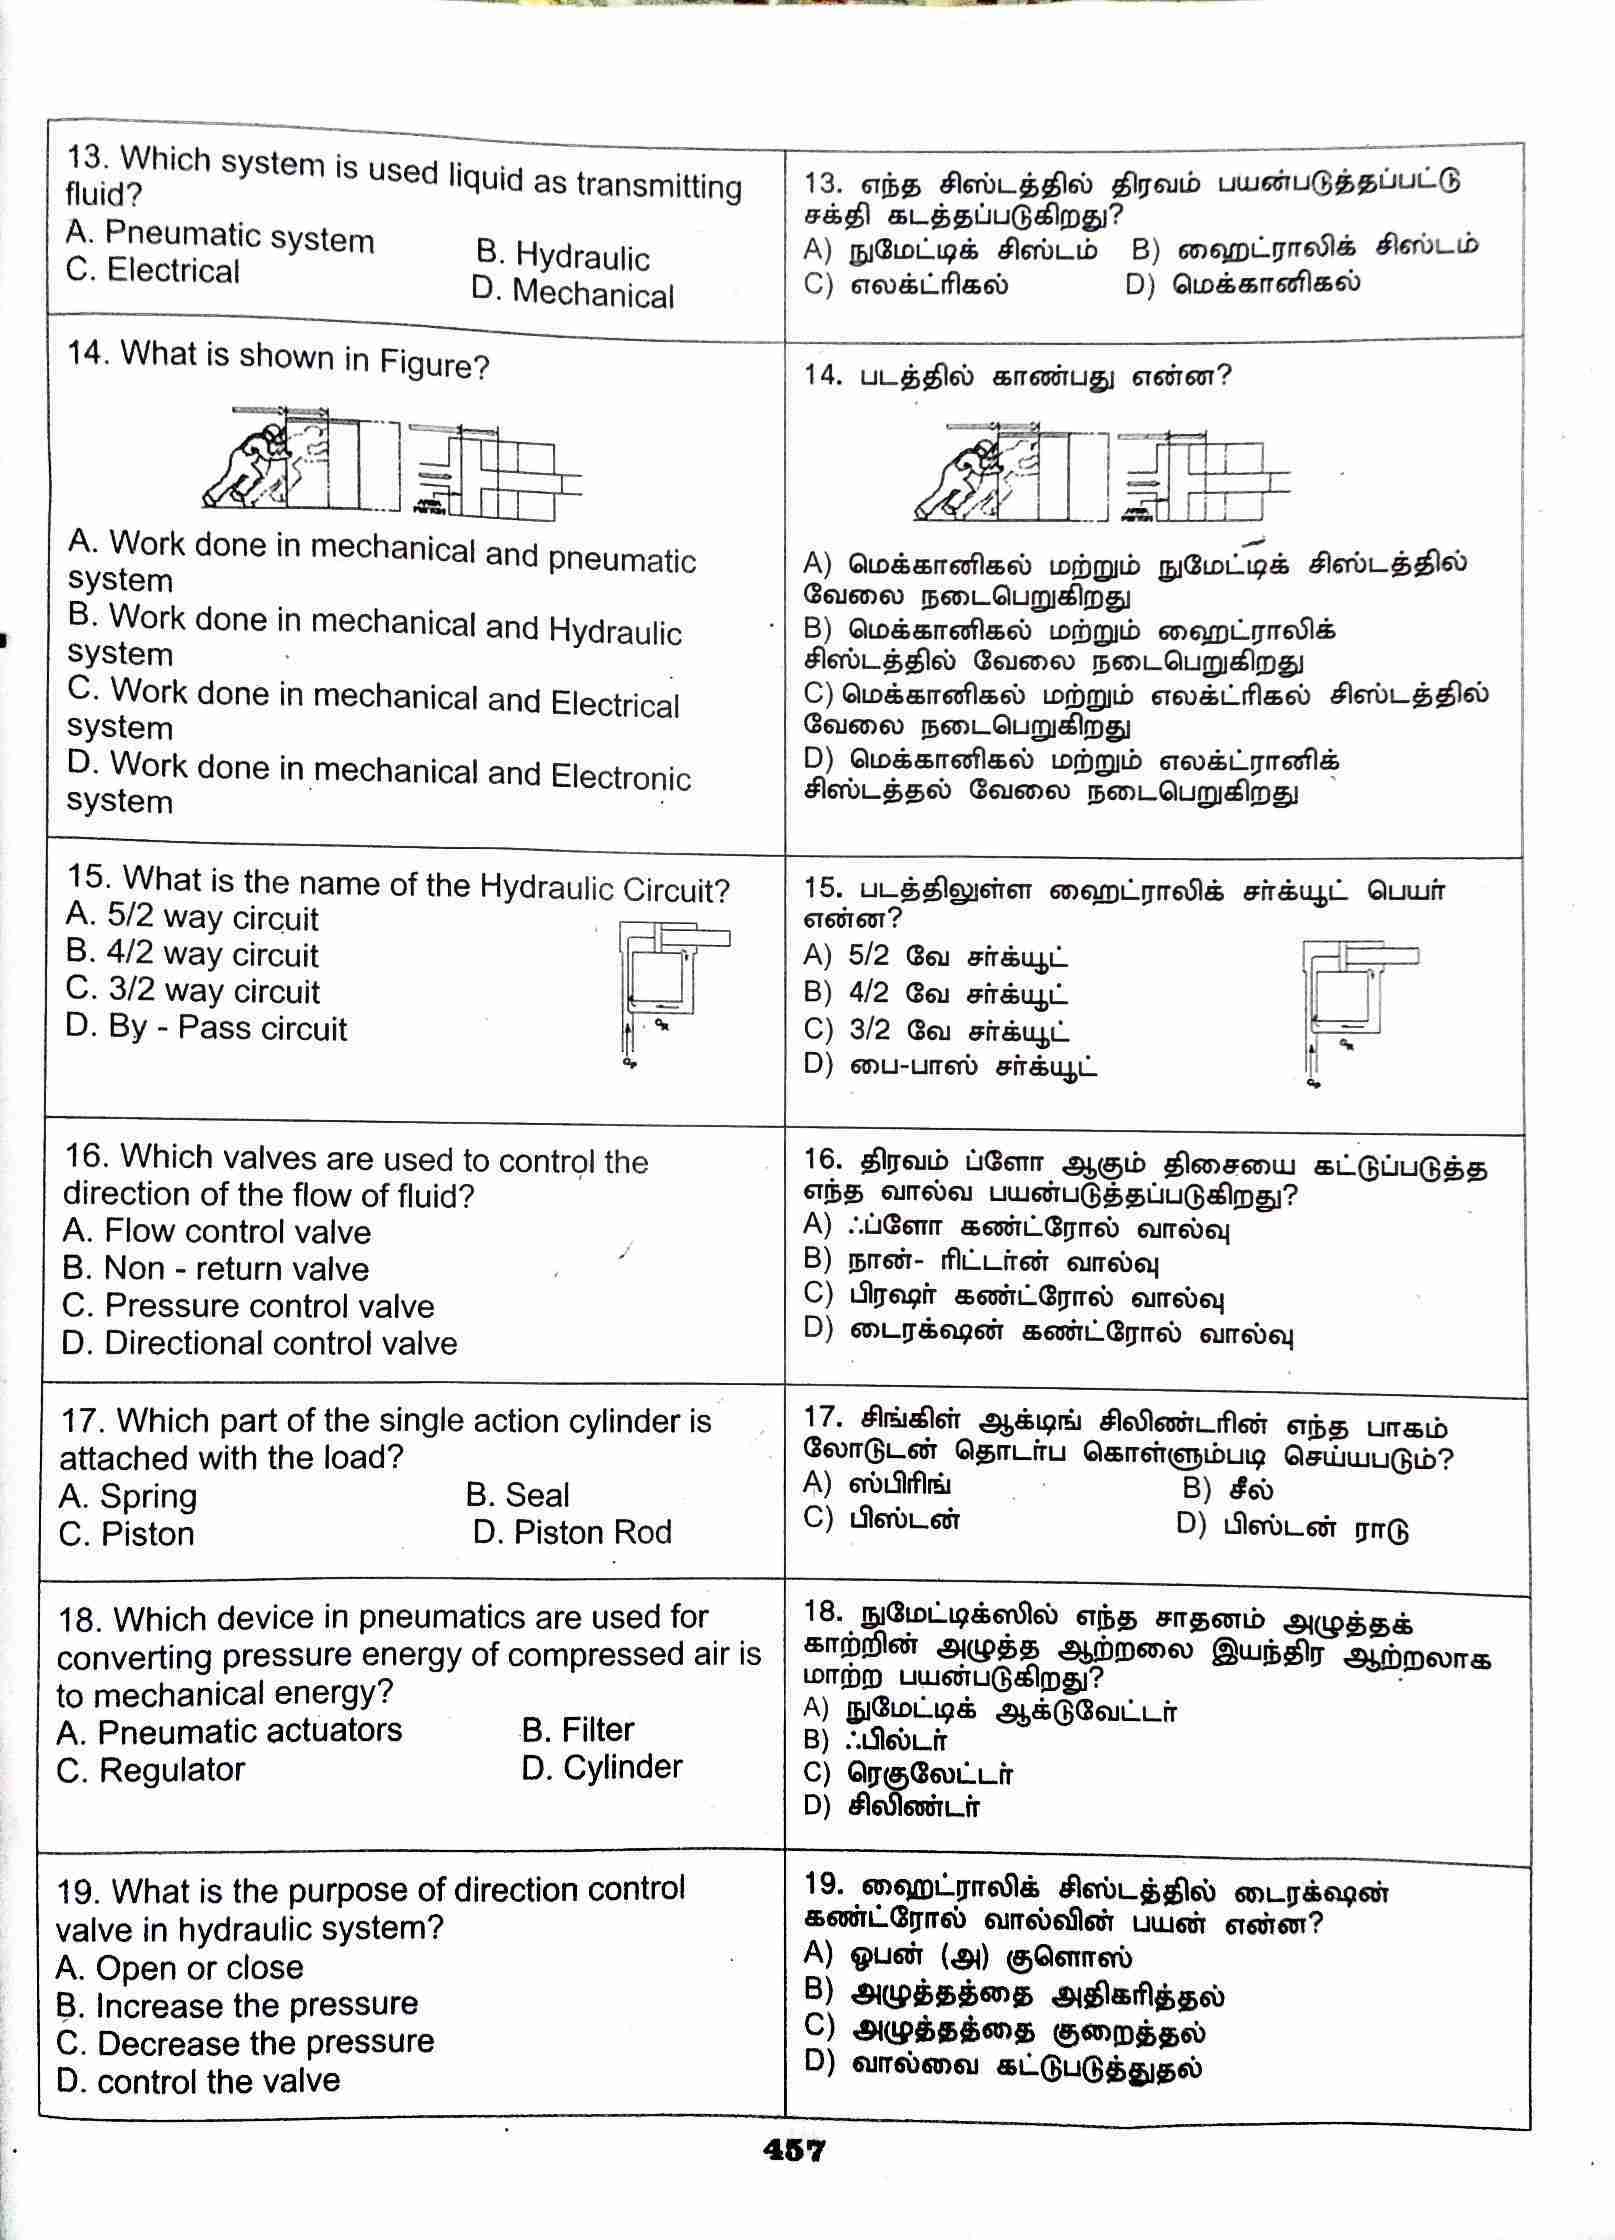 13. Which system is used liquid as transmitting
fluid?
A. Pneumatic system
B. Hydraulic
C. Electrical
D. Mechanical
13. எந்த சிஸ்டத்தில் திரவம் பயன்படுத்தப்பட்டு
சக்தி கடத்தப்படுகிறது?
A) நுமேட்டிக் சிஸ்டம் B) ஹைட்ராலிக் சிஸ்டம்
C) எலக்ட்ரிகல் D) மெக்கானிகல்
14. What is shown in Figure?
A. Work done in mechanical and pneumatic
system
B. Work done in mechanical and Hydraulic
system
C. Work done in mechanical and Electrical
system
D. Work done in mechanical and Electronic
system
14. படத்தில் காண்பது என்ன?
A) மெக்கானிகல் மற்றும் நுமேட்டிக் சிஸ்டத்தில்
வேலை நடைபெறுகிறது
B) மெக்கானிகல் மற்றும் ஹைட்ராலிக்
சிஸ்டத்தில் வேலை நடைபெறுகிறது
C) மெக்கானிகல் மற்றும் எலக்ட்ரிகல் சிஸ்டத்தில்
வேலை நடைபெறுகிறது
D) மெக்கானிகல் மற்றும் எலக்ட்ரானிக்
சிஸ்டத்தல் வேலை நடைபெறுகிறது
15. What is the name of the Hydraulic Circuit?
A. 5/2 way circuit
B. 4/2 way circuit
C. 3/2 way circuit
D. By - Pass circuit
15. படத்திலுள்ள ஹைட்ராலிக் சர்க்யூட் பெயர்
என்ன?
A) 5/2 வே சர்க்யூட்
B) 4/2 வே சர்க்யூட்
C) 3/2 வே சர்க்யூட்
D) பை-பாஸ் சர்க்யூட்
16. Which valves are used to control the
direction of the flow of fluid?
A. Flow control valve
B. Non - return valve
C. Pressure control valve
D. Directional control valve
16. திரவம் ப்ளோ ஆகும் திசையை கட்டுப்படுத்த
எந்த வால்வ பயன்படுத்தப்படுகிறது?
A) ஃப்ளோ கண்ட்ரோல் வால்வு
B) நான்- ரிட்டர்ன் வால்வு
C) பிரஷர் கண்ட்ரோல் வால்வு
D) டைரக்ஷன் கண்ட்ரோல் வால்வு
17. Which part of the single action cylinder is
attached with the load?
A. Spring B. Seal
C. Piston D. Piston Rod
17. சிங்கிள் ஆக்டிங் சிலிண்டரின் எந்த பாகம்
லோடுடன் தொடர்ப கொள்ளும்படி செய்யபடும்?
A) ஸ்பிரிங் B) சீல்
C) பிஸ்டன் D) பிஸ்டன் ராடு
18. Which device in pneumatics are used for
converting pressure energy of compressed air is
to mechanical energy?
A. Pneumatic actuators B. Filter
C. Regulator D. Cylinder
18. நுமேட்டிக்ஸில் எந்த சாதனம் அழுத்தக்
காற்றின் அழுத்த ஆற்றலை இயந்திர ஆற்றலாக
மாற்ற பயன்படுகிறது?
A) நுமேட்டிக் ஆக்டுவேட்டர்
B) ஃபில்டர்
C) ரெகுலேட்டர்
D) சிலிண்டர்
19. What is the purpose of direction control
valve in hydraulic system?
A. Open or close
B. Increase the pressure
C. Decrease the pressure
D. control the valve
19. ஹைட்ராலிக் சிஸ்டத்தில் டைரக்ஷன்
கண்ட்ரோல் வால்வின் பயன் என்ன?
A) ஒபன் (அ) குளொஸ்
B) அழுத்தத்தை அதிகரித்தல்
C) அழுத்தத்தை குறைத்தல்
D) வால்வை கட்டுபடுத்துதல்
457